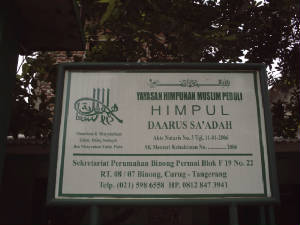 YAYASAN HIMPUNAN MUSLIM PEDULI
HIMPUL
DAARUS SA'ADAH
Akte Notaris No. 3 Tgl. 11-01-2006
SK Menteri Kehakiman No. ............ 2006
Sekretariat Perumahan Binong Permai Blok F 19 No. 22
RT. 08 / 07 Binong, Curug - Tangerang
Telp. (021) 598 6558 HP. 0812 847 3941